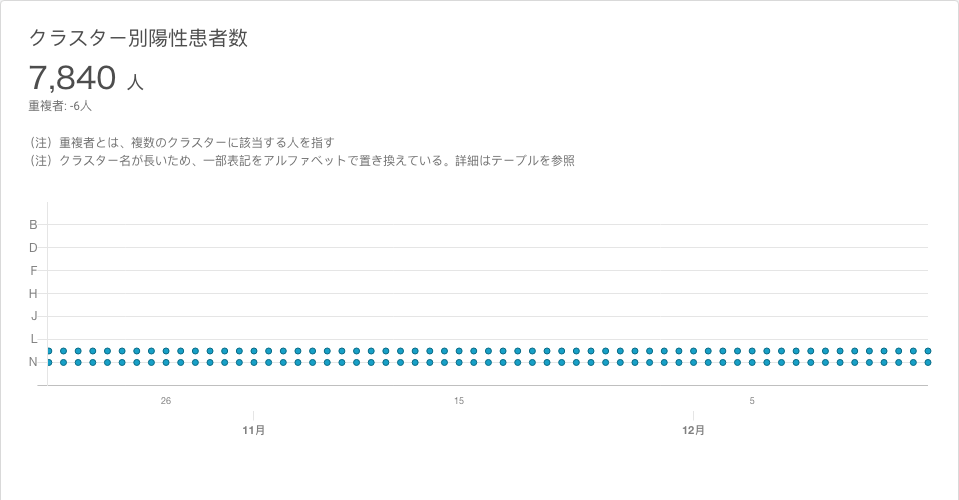 クラスター別陽性患者数
7,840 人
重複者: -6人
（注）重複者とは、複数のクラスターに該当する人を指す
（注）クラスター名が長いため、一部表記をアルファベットで置き換えている。詳細はテーブルを参照
B
D
F
H
J
L
N
26 15 5
11月 12月